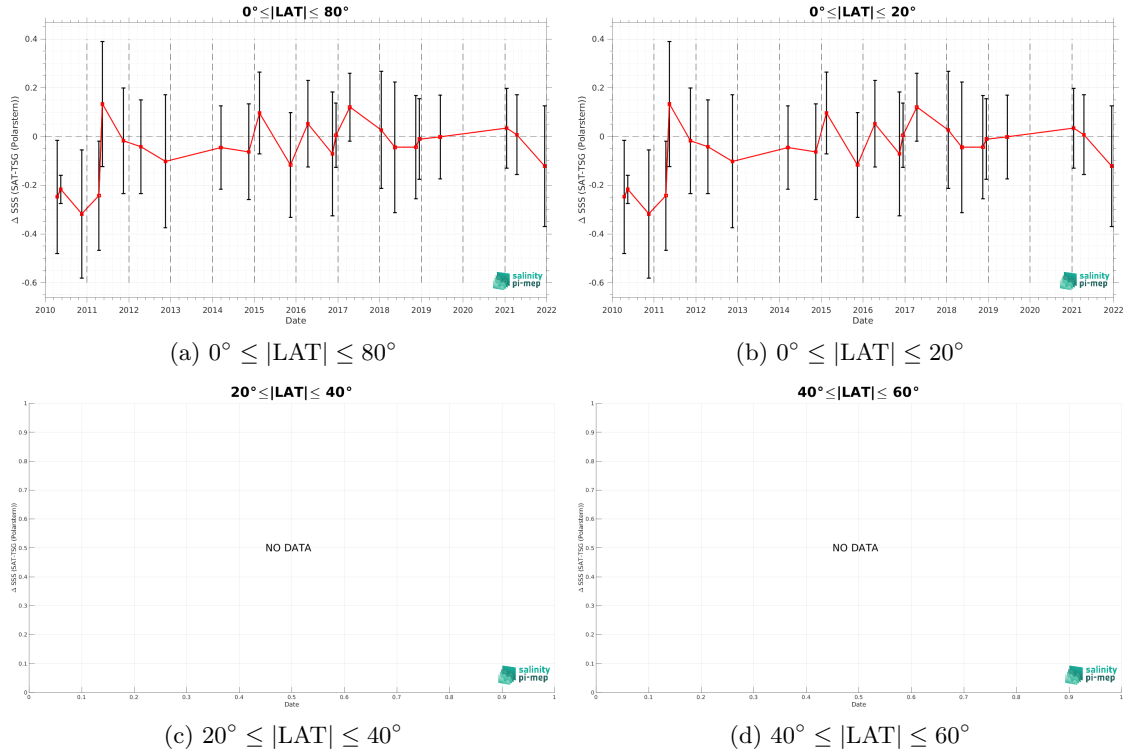 0°≤|LAT|≤ 80°
Δ SSS (SAT-TSG (Polarstern))
0.4
0.2
0
-0.2
-0.4
-0.6
2010 2011 2012 2013 2014 2015 2016 2017 2018 2019 2020 2021 2022
Date
salinity
pi-mep
(a) 0° ≤ |LAT| ≤ 80°
0°≤|LAT|≤ 20°
Δ SSS (SAT-TSG (Polarstern))
0.4
0.2
0
-0.2
-0.4
-0.6
2010 2011 2012 2013 2014 2015 2016 2017 2018 2019 2020 2021 2022
Date
salinity
pi-mep
(b) 0° ≤ |LAT| ≤ 20°
20°≤|LAT|≤ 40°
Δ SSS (SAT-TSG (Polarstern))
1
0.9
0.8
0.7
0.6
0.5
0.4
0.3
0.2
0.1
0
NO DATA
0 0.1 0.2 0.3 0.4 0.5 0.6 0.7 0.8 0.9 1
Date
salinity
pi-mep
(c) 20° ≤ |LAT| ≤ 40°
40°≤|LAT|≤ 60°
Δ SSS (SAT-TSG (Polarstern))
1
0.9
0.8
0.7
0.6
0.5
0.4
0.3
0.2
0.1
0
NO DATA
0 0.1 0.2 0.3 0.4 0.5 0.6 0.7 0.8 0.9 1
Date
salinity
pi-mep
(d) 40° ≤ |LAT| ≤ 60°